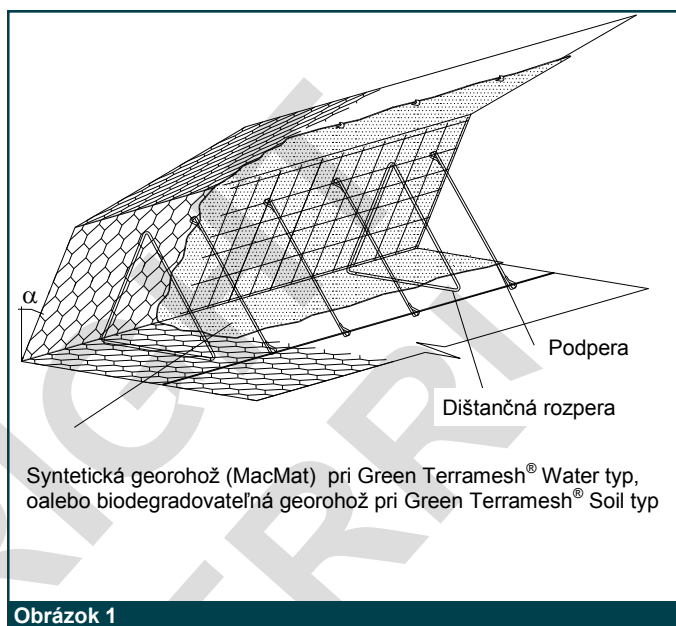 α
Podpera
Dištančná rozpera
Syntetická georohož (MacMat) pri Green Terramesh® Water typ,
oalebo biodegradovateľná georohož pri Green Terramesh® Soil typ
Obrázok 1